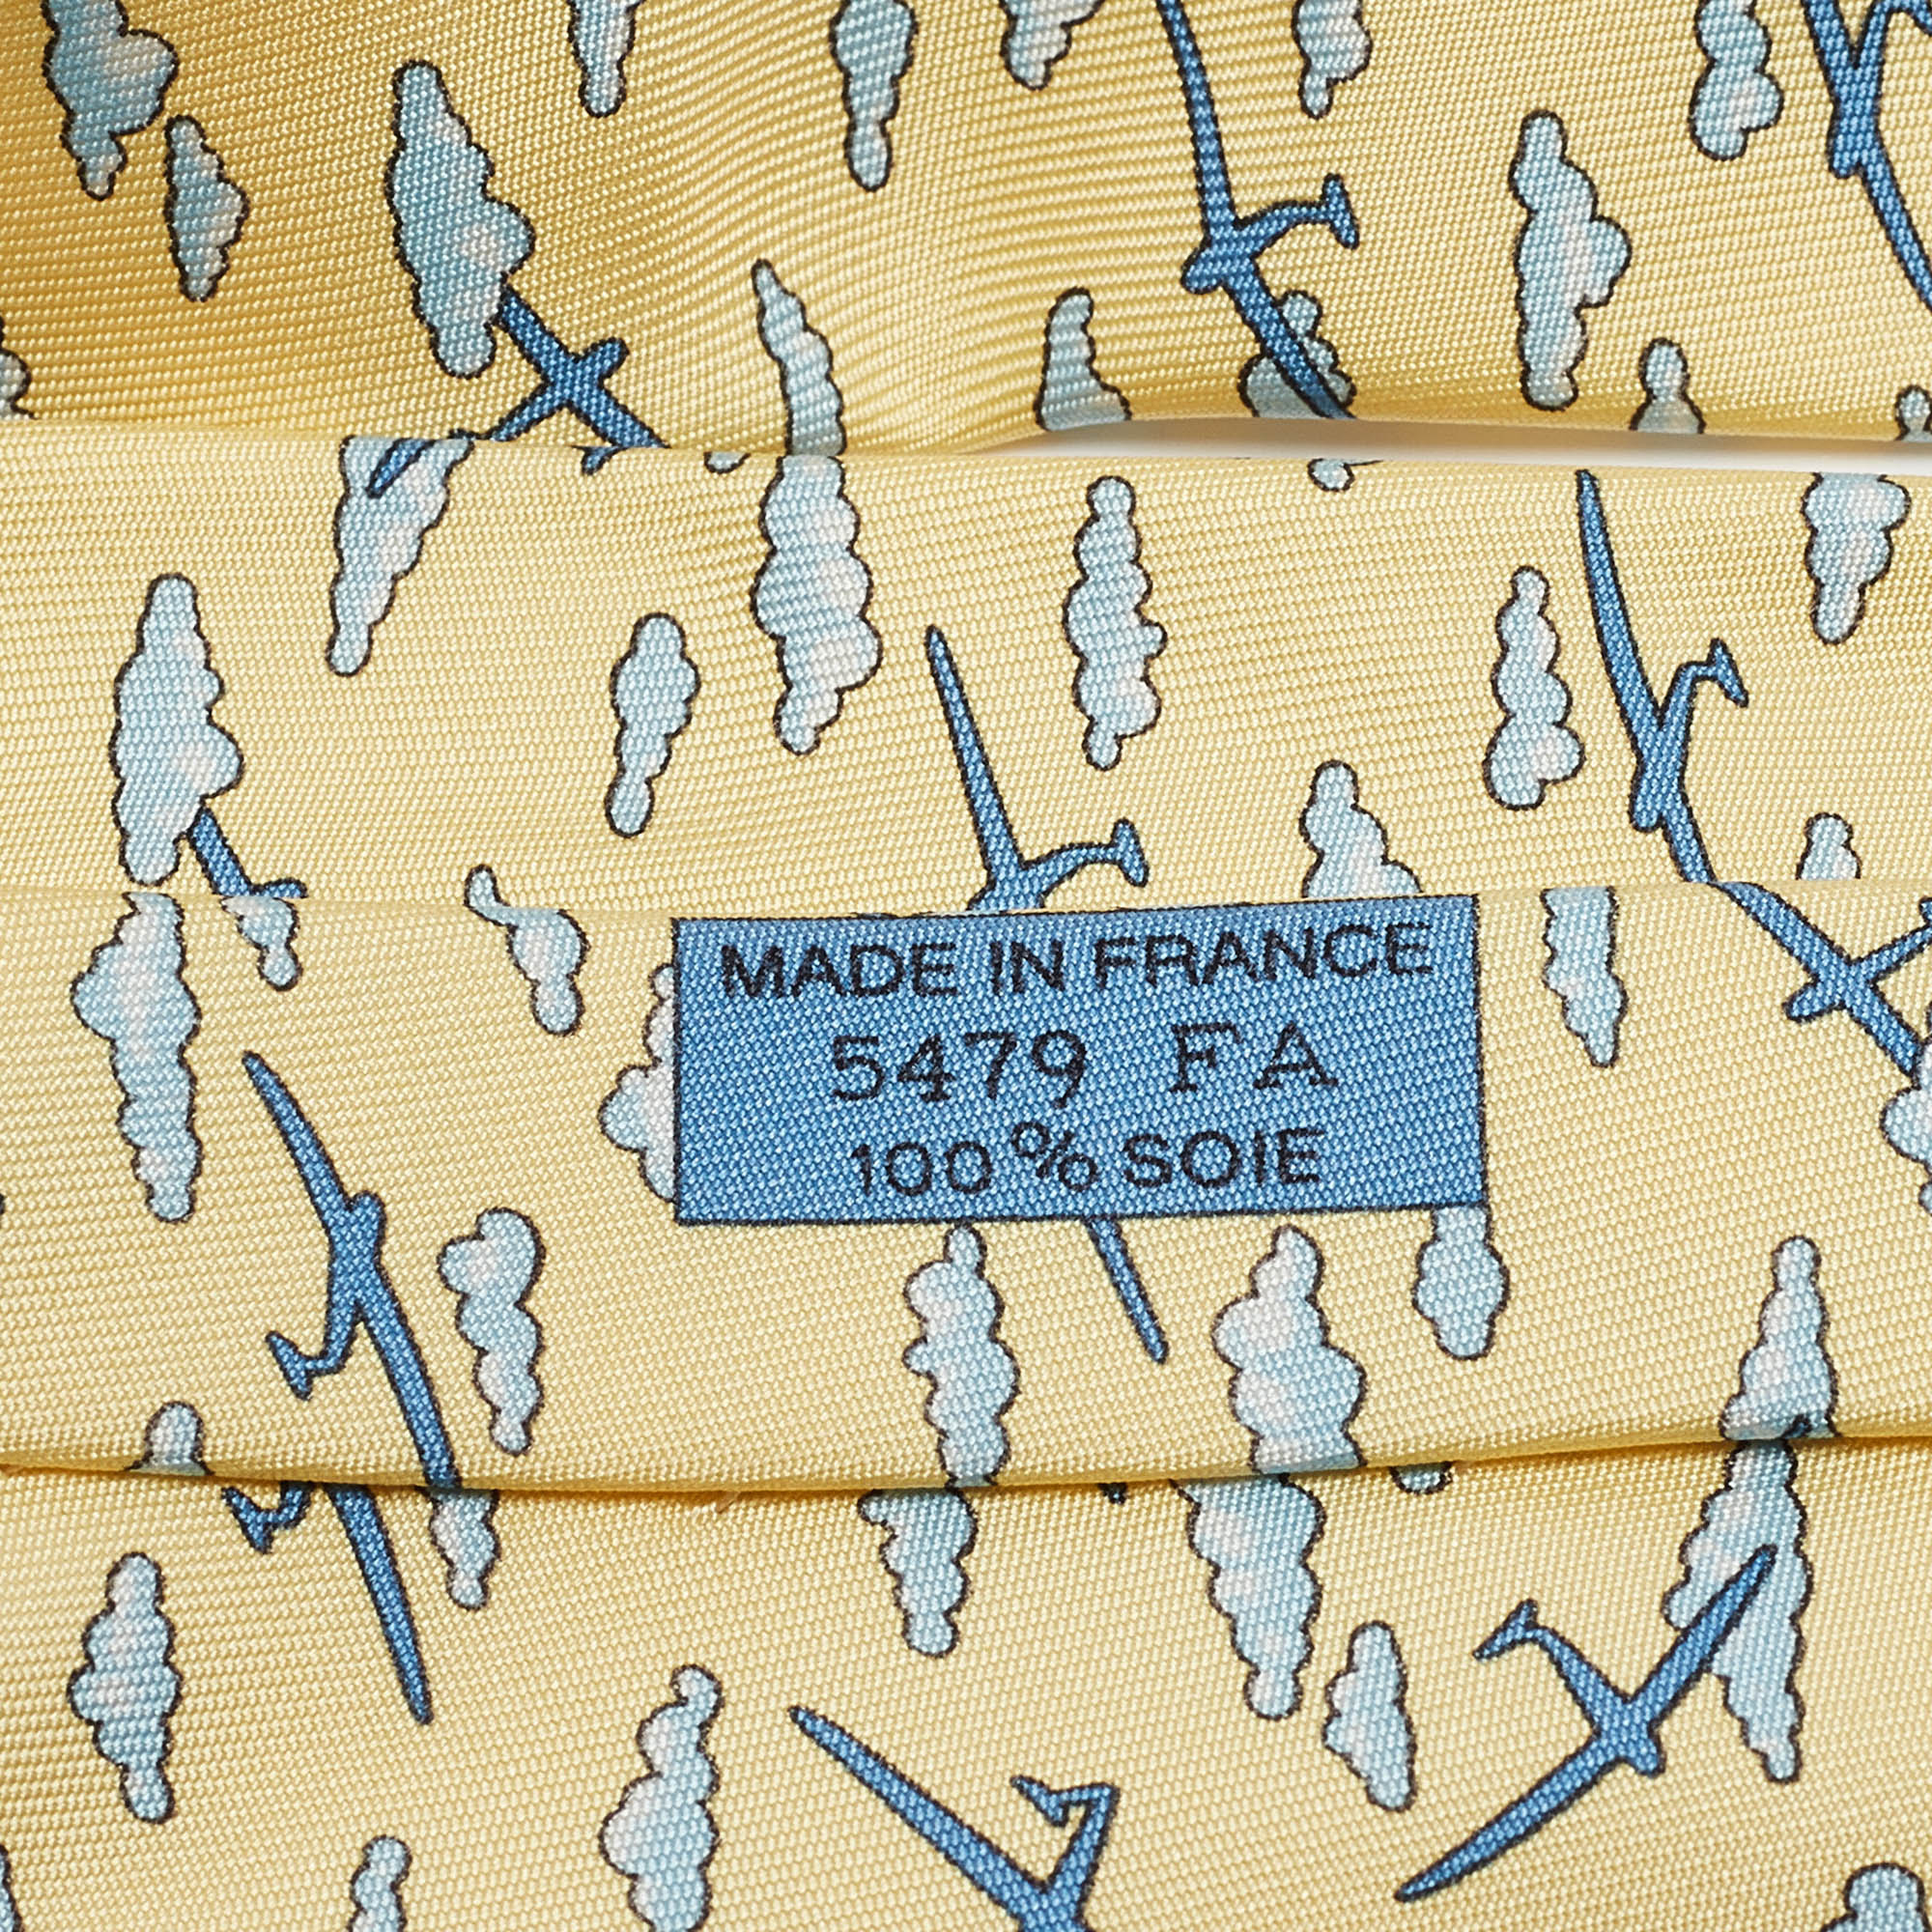 MADE IN FRANCE
5479 FA
100% SOIE